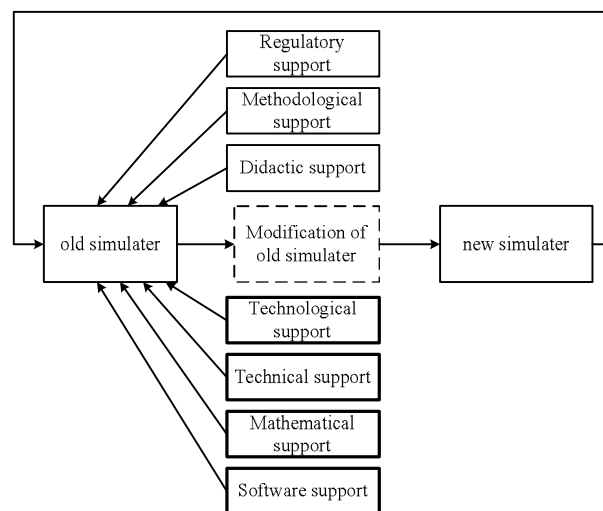 Regulatory
support
Methodological
support
Didactic support
old simulater
Modification of
old simulater
new simulater
Technological
support
Technical support
Mathematical
support
Software support